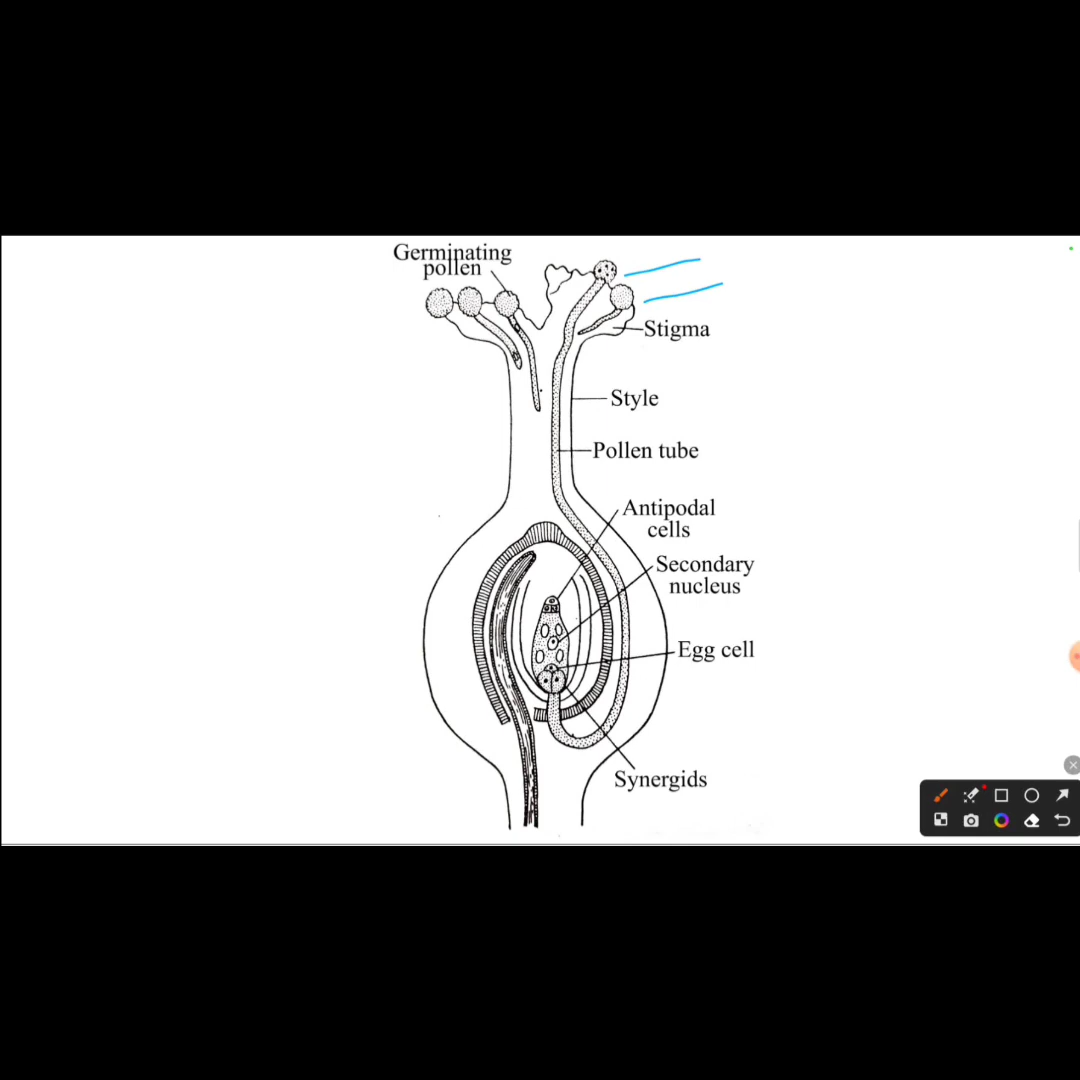 Germinating
pollen
Stigma
Style
Pollen tube
Antipodal
cells
Secondary
nucleus
Egg cell
Synergids